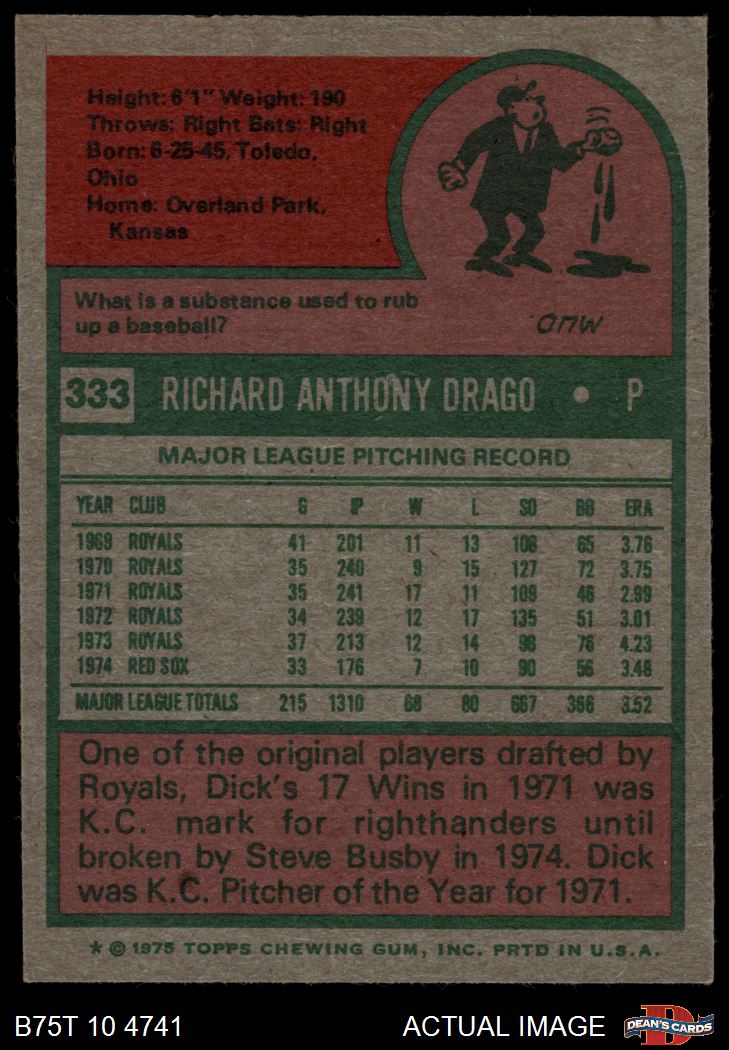 Height: 6'1" Weight: 190
Throws: Right Bats: Right
Born: 6-25-45, Toledo,
Ohio
Home: Overland Park,
Kansas
What is a substance used to rub
up a baseball?
MUD
333 RICHARD ANTHONY DRAGO • P
MAJOR LEAGUE PITCHING RECORD
YEAR CLUB G IP W L SO BB ERA
1969 ROYALS 41 201 11 13 108 65 3.76
1970 ROYALS 35 240 9 15 127 72 3.75
1971 ROYALS 35 241 17 11 109 46 2.99
1972 ROYALS 34 239 12 17 135 51 3.01
1973 ROYALS 37 213 12 14 98 76 4.23
1974 RED SOX 33 176 7 10 90 56 3.48
MAJOR LEAGUE TOTALS 215 1310 68 80 667 366 3.52
One of the original players drafted by
Royals, Dick's 17 Wins in 1971 was
K.C. mark for righthanders until
broken by Steve Busby in 1974. Dick
was K.C. Pitcher of the Year for 1971.
* © 1975 TOPPS CHEWING GUM, INC. PRTD IN U.S.A.
B75T 10 4741 ACTUAL IMAGE
DEAN'S CARDS